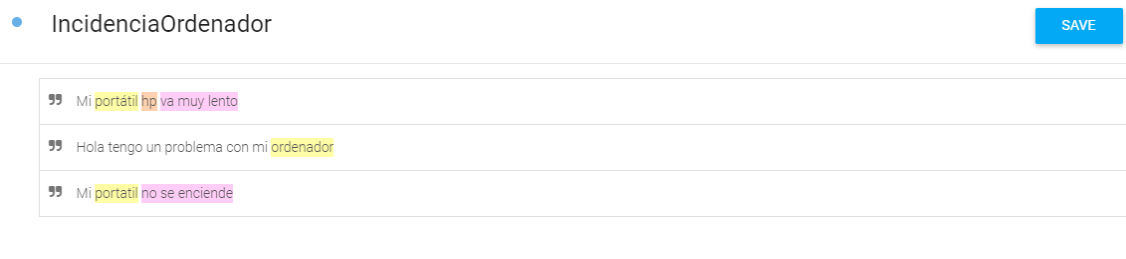 IncidenciaOrdenador
SAVE
Mi portátil hp va muy lento
Hola tengo un problema con mi ordenador
Mi portatil no se enciende